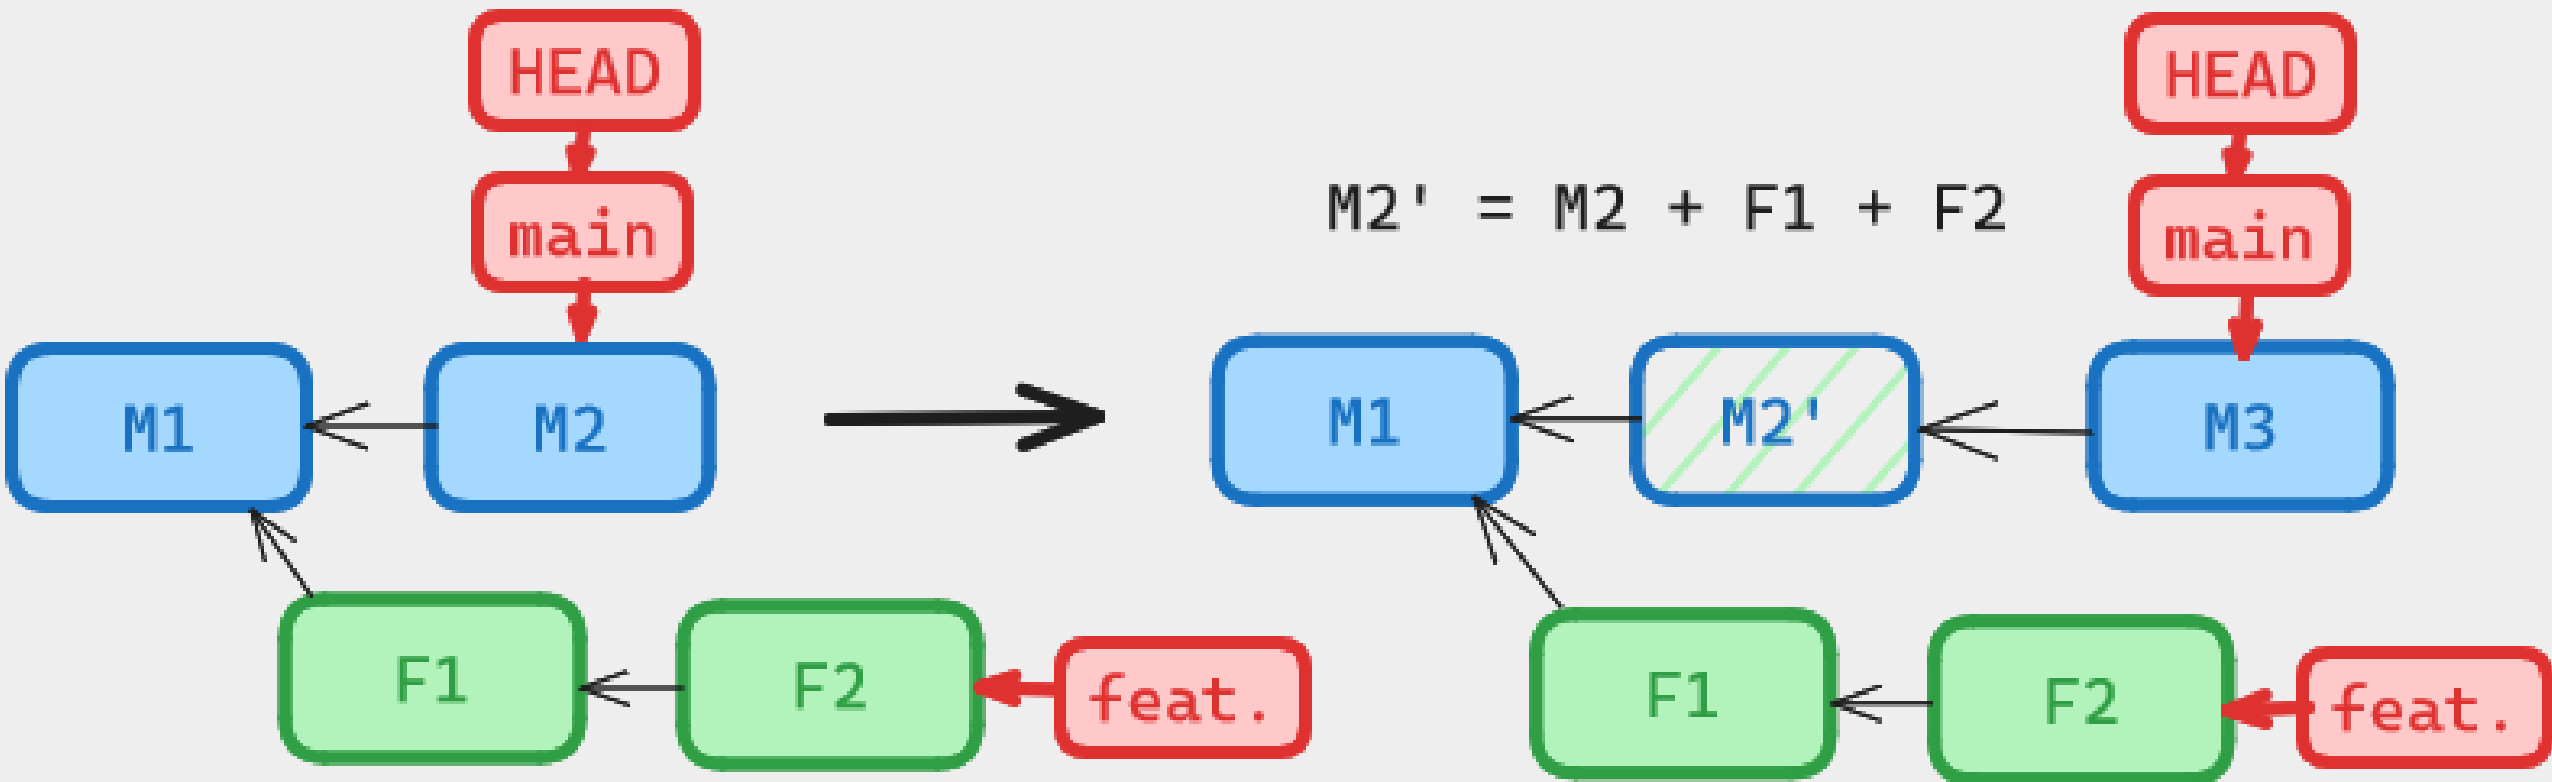 HEAD
main
M1
M2
F1
F2
feat.
M2' = M2 + F1 + F2
HEAD
main
M1
M2'
M3
F1
F2
feat.